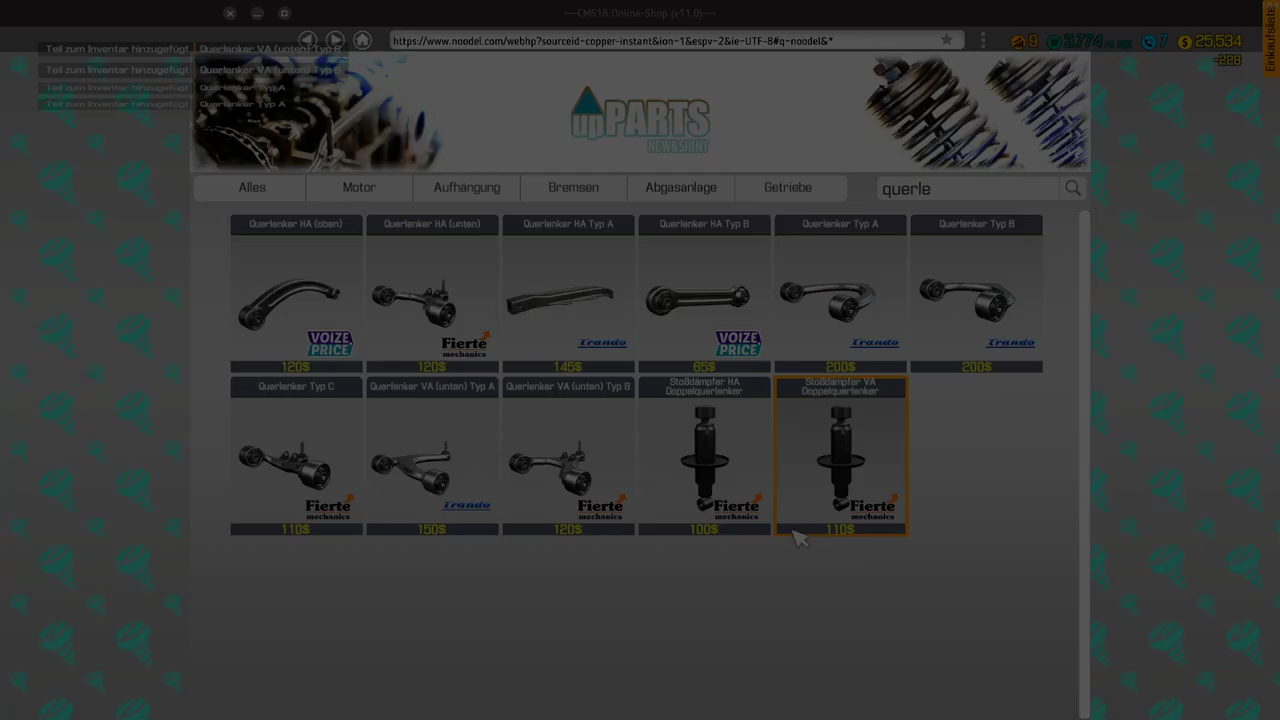 CMS18 Online-Shop (v11.0)
https://www.noodel.com/webhp?sourceid-copper-instant&ion-1&espv-2&ie-UTF-8#q-noodel&*
9 3,774 7 $ 25,534
-228
Einkaufsliste
Teil zum Inventar hinzugefügt Querlenker VA (unten) Typ B
Teil zum Inventar hinzugefügt Querlenker VA (unten) Typ B
Teil zum Inventar hinzugefügt Querlenker Typ A
Teil zum Inventar hinzugefügt Querlenker Typ A
upPARTS
NEW&SHINY
Alles Motor Aufhängung Bremsen Abgasanlage Getriebe querle
Querlenker HA (oben) Querlenker HA (unten) Querlenker HA Typ A Querlenker HA Typ B Querlenker Typ A Querlenker Typ B
VOIZE PRICE Fierte mechanics Trando VOIZE PRICE Trando Trando
120$ 120$ 145$ 65$ 200$ 200$
Querlenker Typ C Querlenker VA (unten) Typ A Querlenker VA (unten) Typ B Stoßdämpfer HA Doppelquerlenker Stoßdämpfer VA Doppelquerlenker
Fierte mechanics Trando Fierte mechanics Fierte mechanics Fierte mechanics
110$ 150$ 120$ 100$ 110$